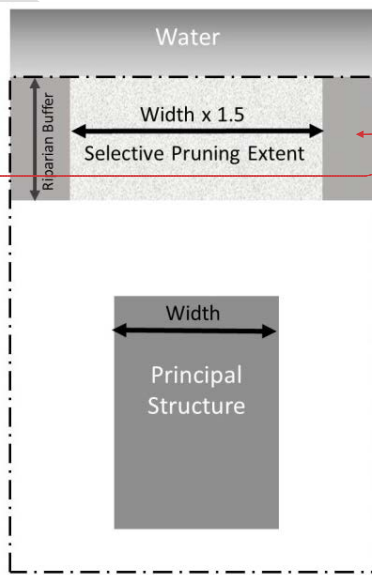 Water
Riparian Buffer
Width x 1.5
Selective Pruning Extent
Width
Principal
Structure